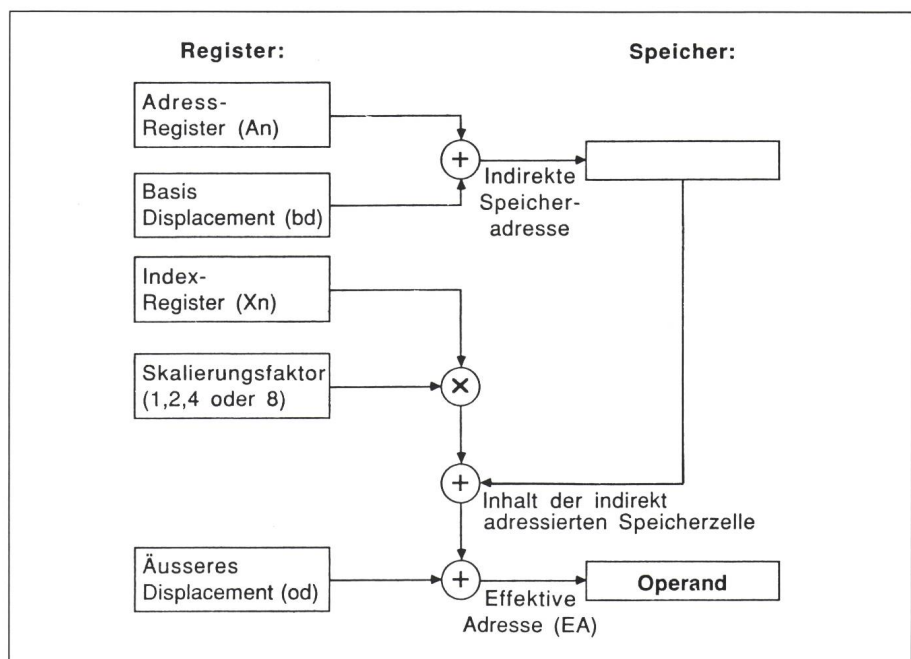 Register:
Speicher:
Adress-
Register (An)
+
Indirekte
Speicher-
adresse
Basis
Displacement (bd)
Index-
Register (Xn)
Skalierungsfaktor
(1,2,4 oder 8)
×
+
Inhalt der indirekt
adressierten Speicherzelle
Äusseres
Displacement (od)
+
Effektive
Adresse (EA)
Operand